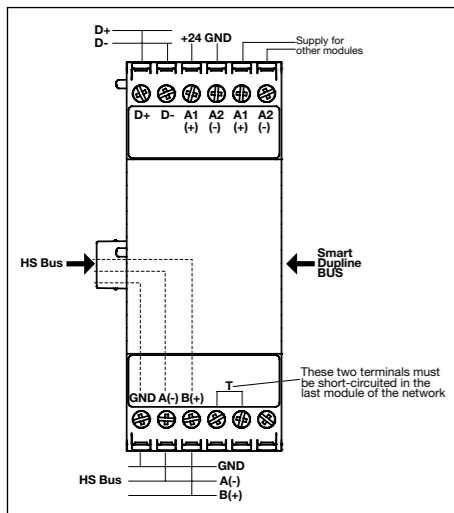 D+
D-
+24 GND
Supply for
other modules
D+ D- A1 A2 A1 A2
(+) (-) (+) (-)
HS Bus
Smart
Dupline
BUS
T
These two terminals must
be short-circuited in the
last module of the network
GND A(-) B(+)
GND
HS Bus
A(-)
B(+)